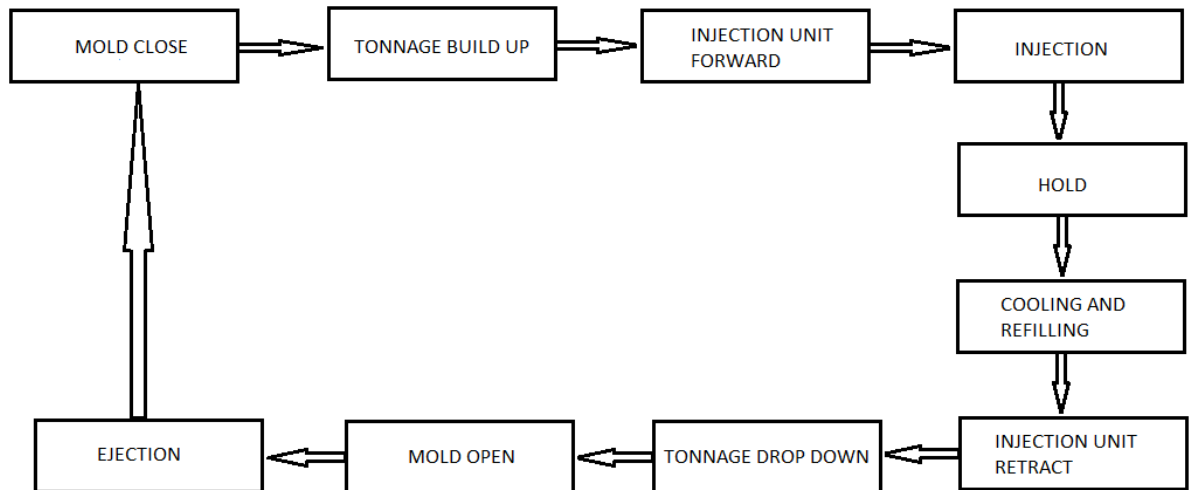 MOLD CLOSE
TONNAGE BUILD UP
INJECTION UNIT
FORWARD
INJECTION
HOLD
COOLING AND
REFILLING
INJECTION UNIT
RETRACT
TONNAGE DROP DOWN
MOLD OPEN
EJECTION